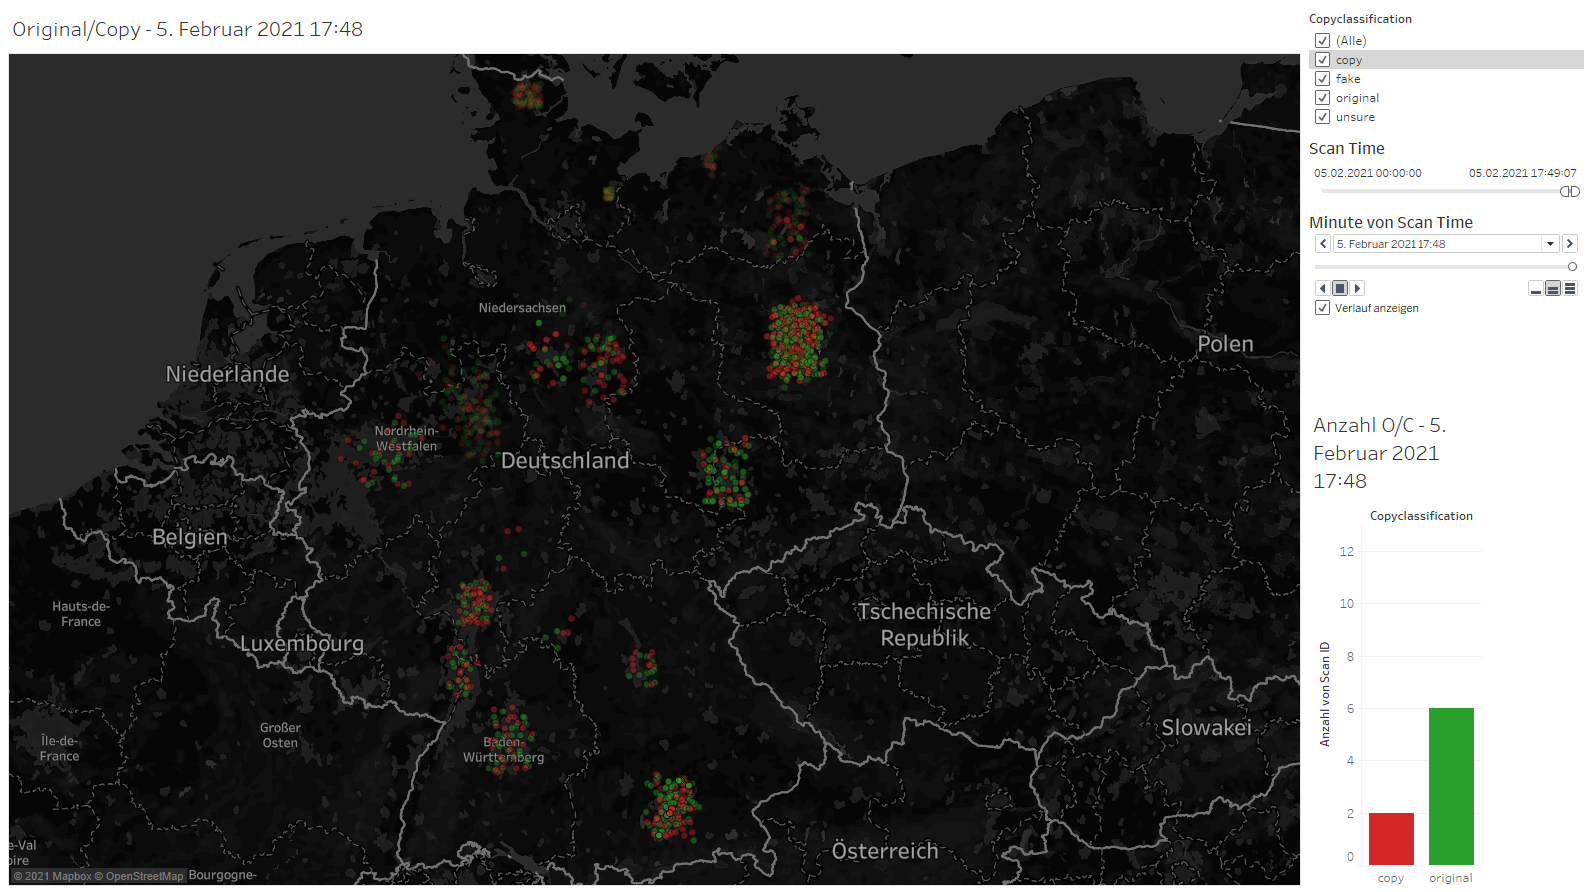 Original/Copy - 5. Februar 2021 17:48
Niedersachsen
Niederlande
Polen
Nordrhein-
Westfalen
Deutschland
Belgien
Hauts-de-
France
Luxembourg
Tschechische
Republik
Großer
Osten
Île-de-
France
Baden-
Württemberg
Slowakei
Österreich
e-Val
oire
Bourgogne-
© 2021 Mapbox © OpenStreetMap
Copyclassification
(Alle)
copy
fake
original
unsure
Scan Time
05.02.2021 00:00:00 05.02.2021 17:49:07
Minute von Scan Time
5. Februar 2021 17:48
Verlauf anzeigen
Anzahl O/C - 5.
Februar 2021
17:48
Copyclassification
Anzahl von Scan ID
12
10
8
6
4
2
0
copy original